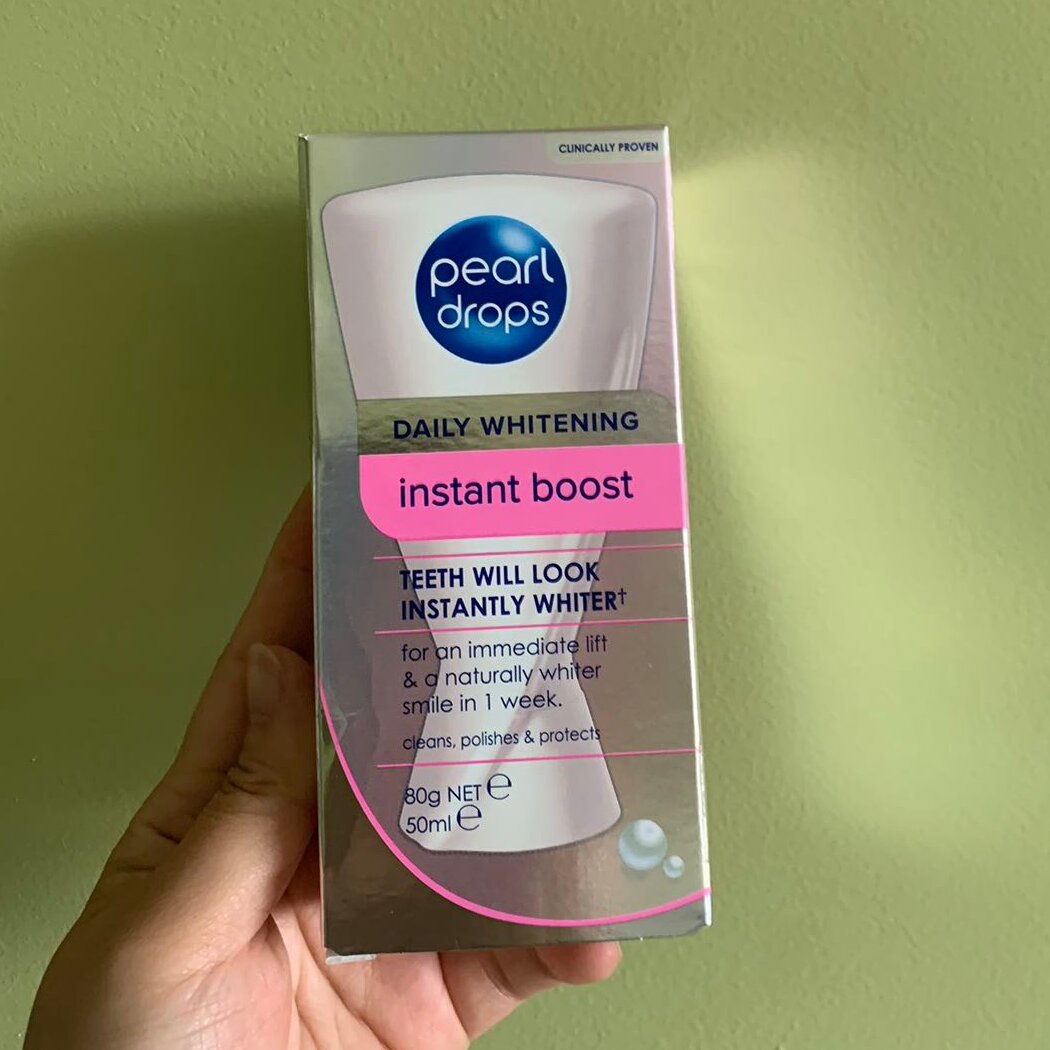 CLINICALLY PROVEN
pearl
drops
DAILY WHITENING
instant boost
TEETH WILL LOOK
INSTANTLY WHITER†
for an immediate lift
& a naturally whiter
smile in 1 week.
cleans, polishes & protects
80g NET ℮
50ml ℮